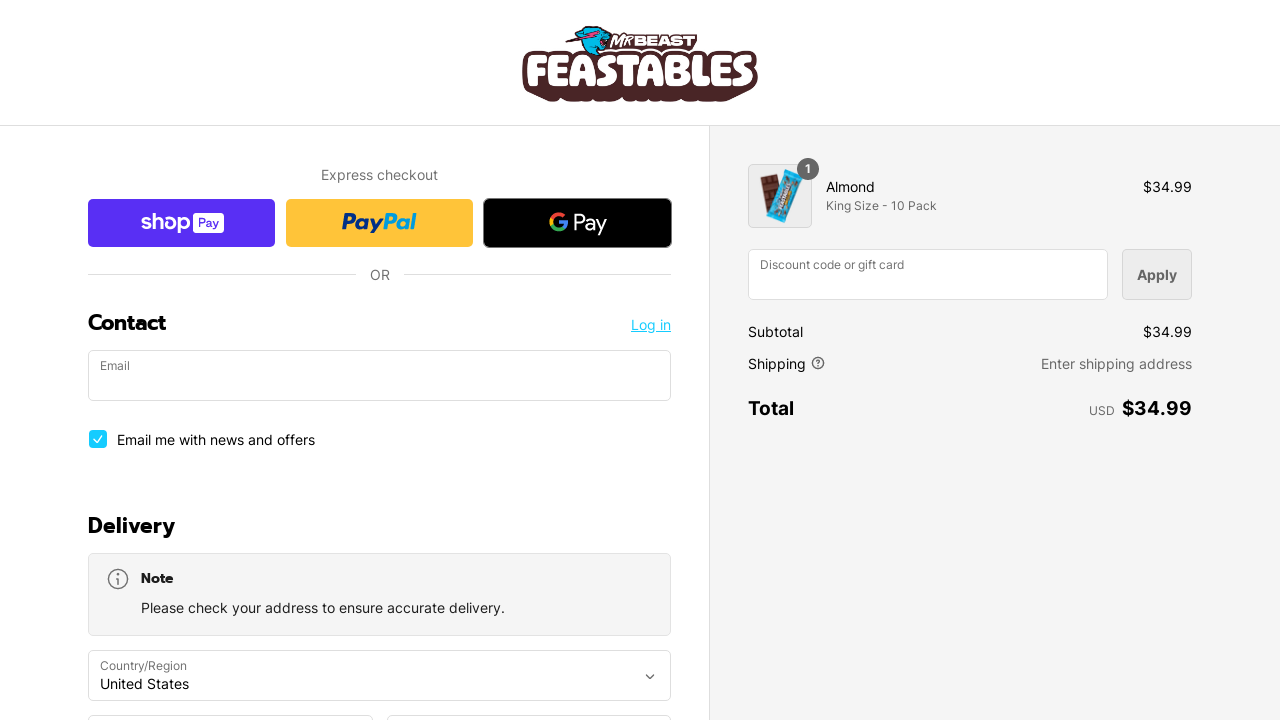 MRBEAST
FEASTABLES
Express checkout
shop Pay
PayPal
G Pay
OR
Contact
Log in
Email
Email me with news and offers
Delivery
Note
Please check your address to ensure accurate delivery.
Country/Region
United States
1
Almond
$34.99
King Size - 10 Pack
Discount code or gift card
Apply
Subtotal
$34.99
Shipping
Enter shipping address
Total
USD $34.99